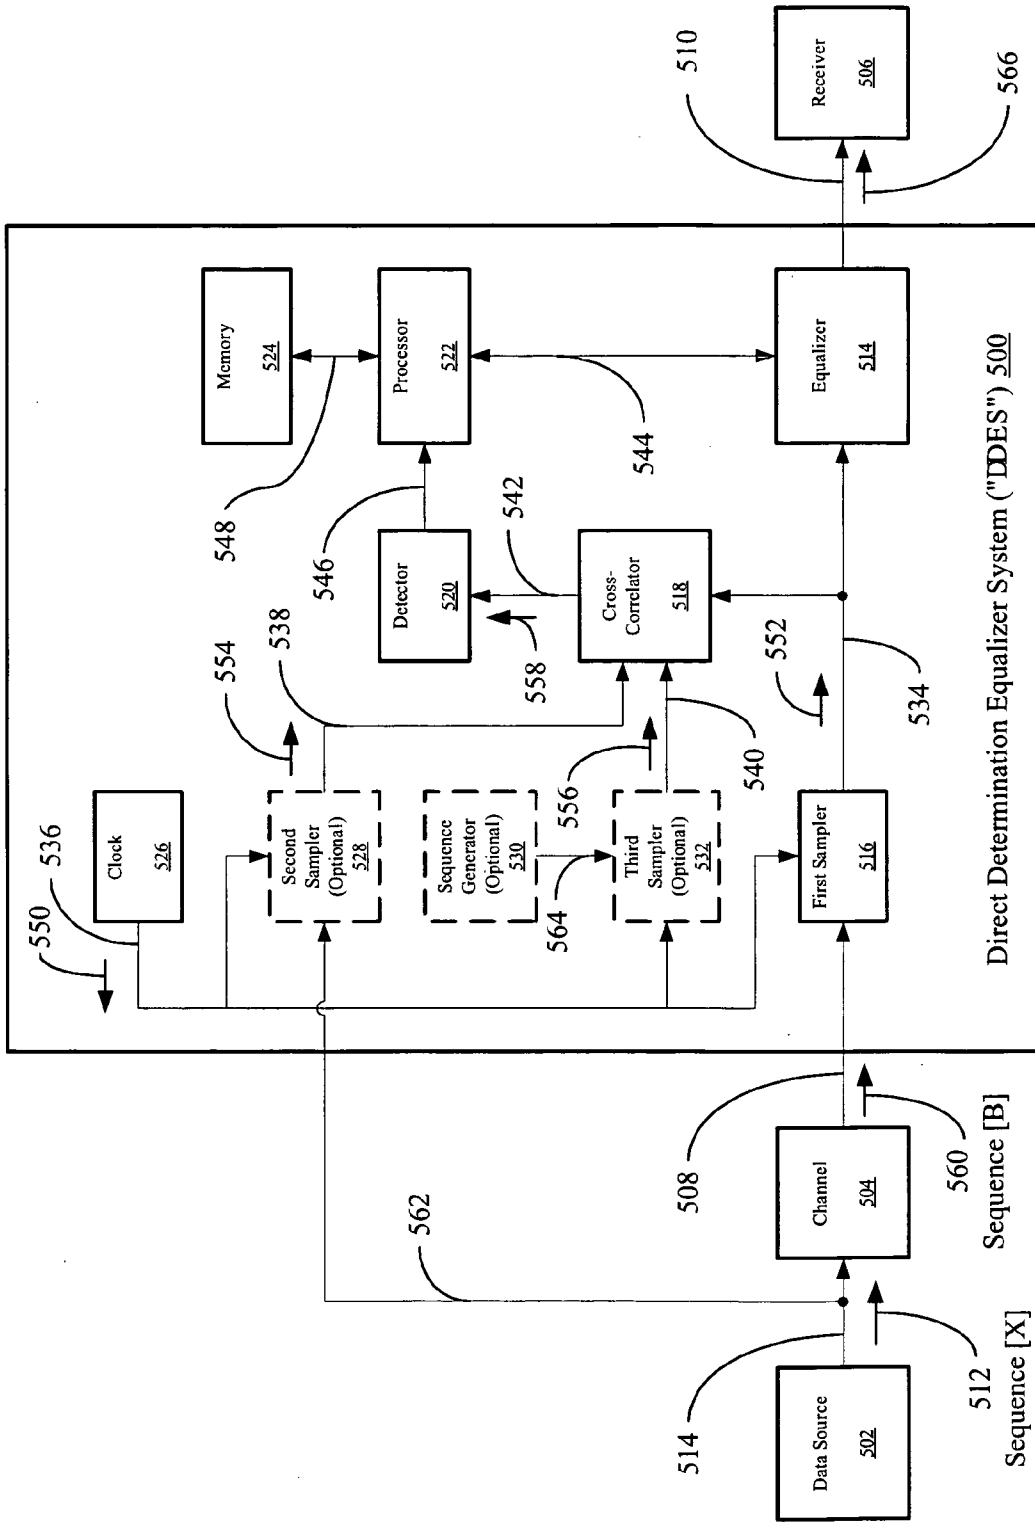 550
536
Clock
526
554
538
Second
Sampler
(Optional)
528
Sequence
Generator
(Optional)
530
564
556
540
Third
Sampler
(Optional)
532
First Sampler
516
552
534
548
546
542
558
Memory
524
Processor
522
Detector
520
Cross-
Correlator
518
544
Equalizer
514
510
566
Receiver
506
562
508
560
Sequence [B]
Channel
504
514
512
Sequence [X]
Data Source
502
Direct Determination Equalizer System ("DDES") 500